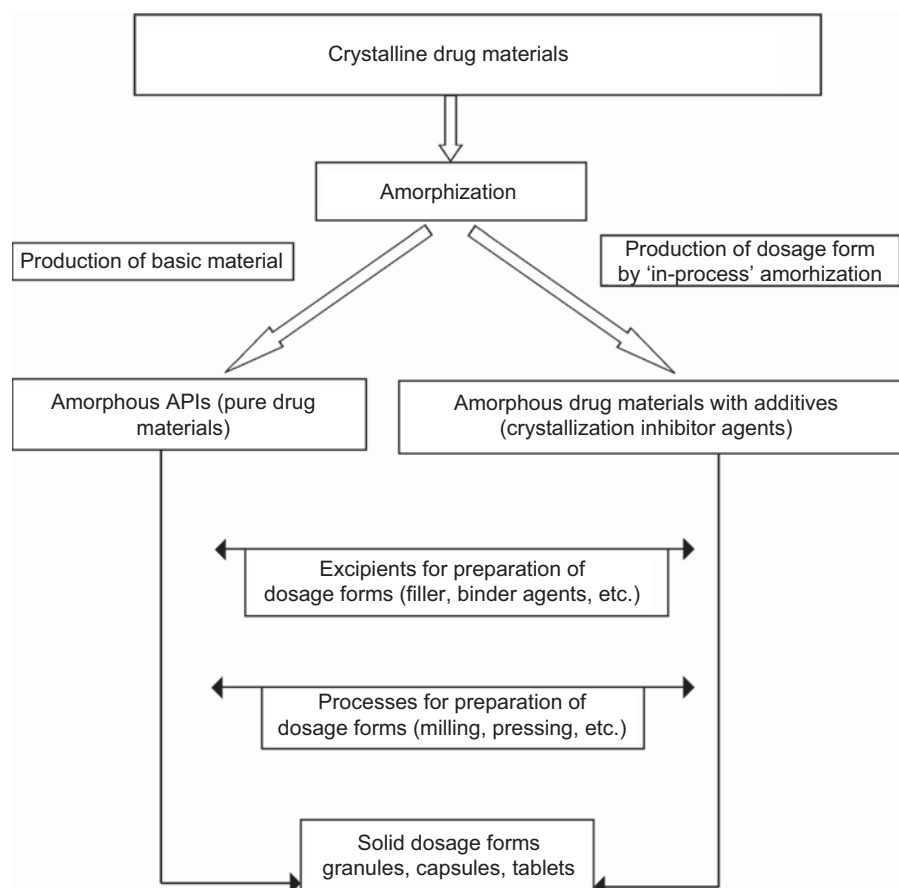 Crystalline drug materials
Amorphization
Production of basic material
Production of dosage form
by ‘in-process’ amorhization
Amorphous APIs (pure drug
materials)
Amorphous drug materials with additives
(crystallization inhibitor agents)
Excipients for preparation of
dosage forms (filler, binder agents, etc.)
Processes for preparation of
dosage forms (milling, pressing, etc.)
Solid dosage forms
granules, capsules, tablets